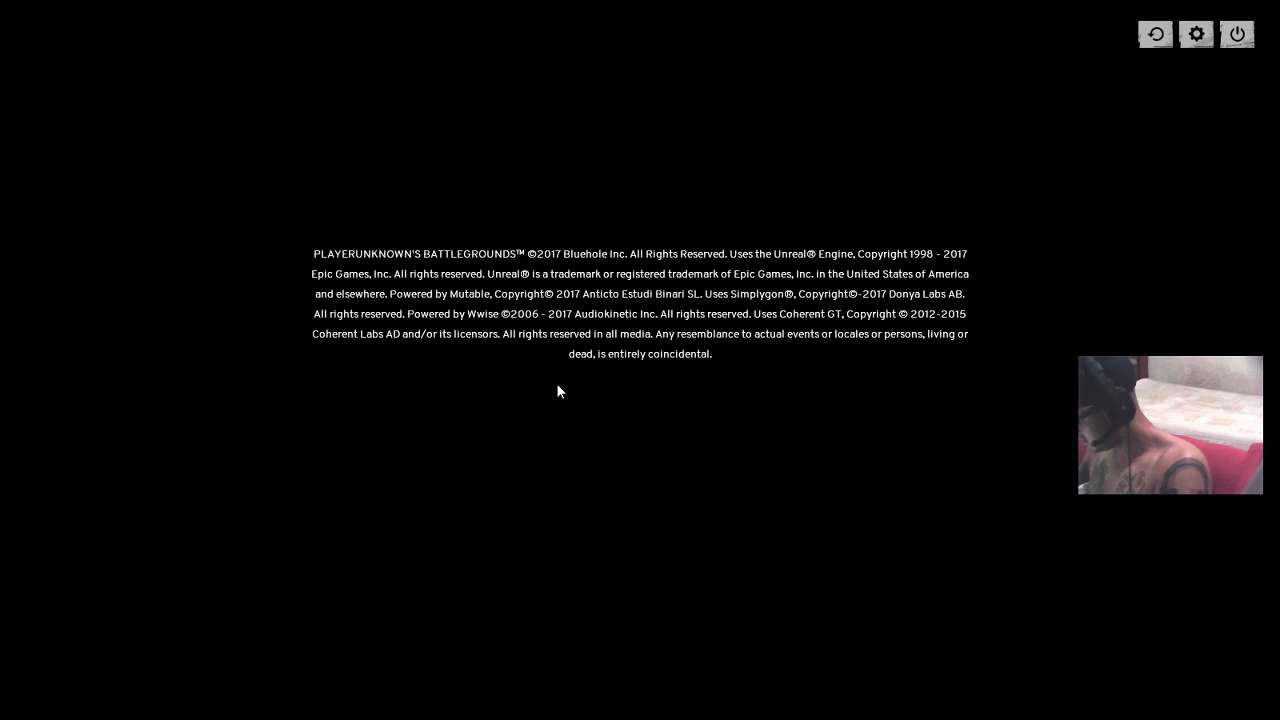 PLAYERUNKNOWN'S BATTLEGROUNDS™ ©2017 Bluehole Inc. All Rights Reserved. Uses the Unreal® Engine, Copyright 1998 - 2017
Epic Games, Inc. All rights reserved. Unreal® is a trademark or registered trademark of Epic Games, Inc. in the United States of America
and elsewhere. Powered by Mutable, Copyright© 2017 Anticto Estudi Binari SL. Uses Simplygon®, Copyright©-2017 Donya Labs AB.
All rights reserved. Powered by Wwise ©2006 - 2017 Audiokinetic Inc. All rights reserved. Uses Coherent GT, Copyright © 2012-2015
Coherent Labs AD and/or its licensors. All rights reserved in all media. Any resemblance to actual events or locales or persons, living or
dead, is entirely coincidental.